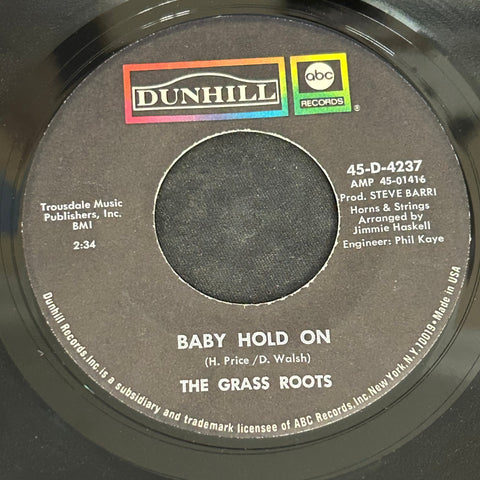 DUNHILL
abc
RECORDS
®
45-D-4237
AMP 45-01416
Prod. STEVE BARRI
Horns & Strings
Arranged by
Jimmie Haskell
Engineer: Phil Kaye
Trousdale Music
Publishers, Inc.
BMI
2:34
BABY HOLD ON
(H. Price/D. Walsh)
THE GRASS ROOTS
Dunhill Records, Inc. is a subsidiary and trademark licensee of ABC Records, Inc. New York, N.Y. 10019 • Made in USA